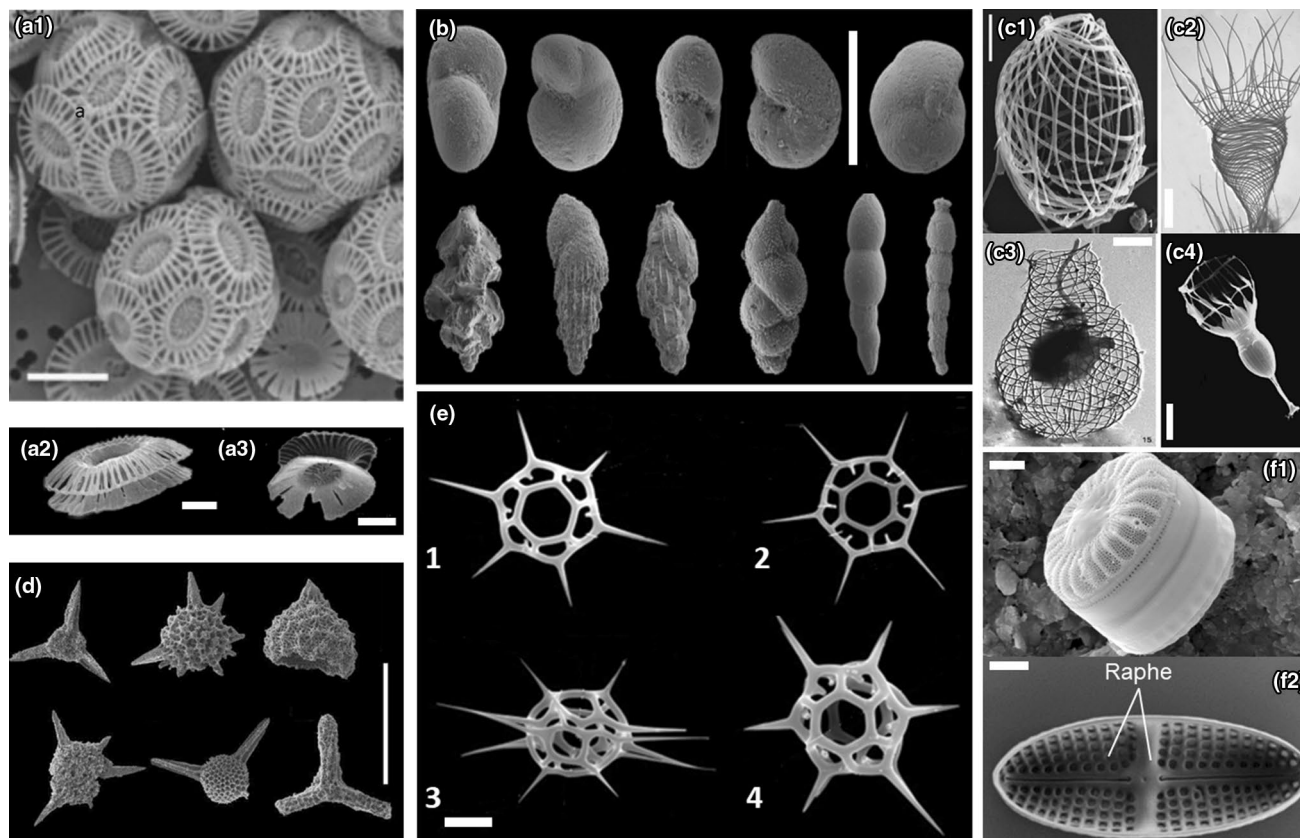 (a1)
a
(b)
(c1)
1
(c2)
(c3)
15
(c4)
(a2)
(a3)
(d)
(e)
1
2
3
4
(f1)
Raphe
(f2)